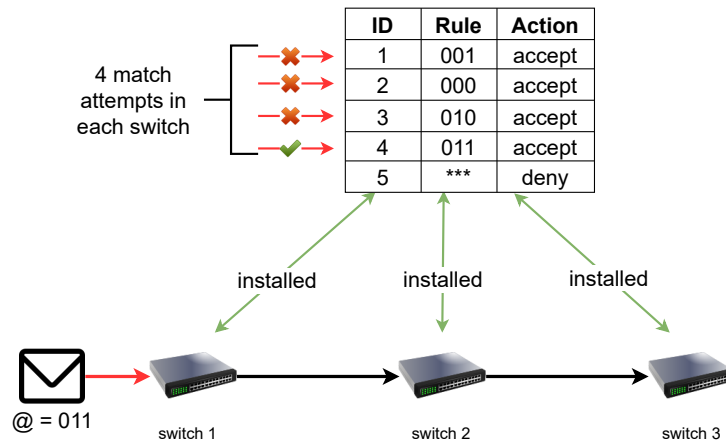 ID Rule Action
1 001 accept
2 000 accept
3 010 accept
4 011 accept
5 *** deny
4 match
attempts in
each switch
installed installed installed
@ = 011
switch 1 switch 2 switch 3